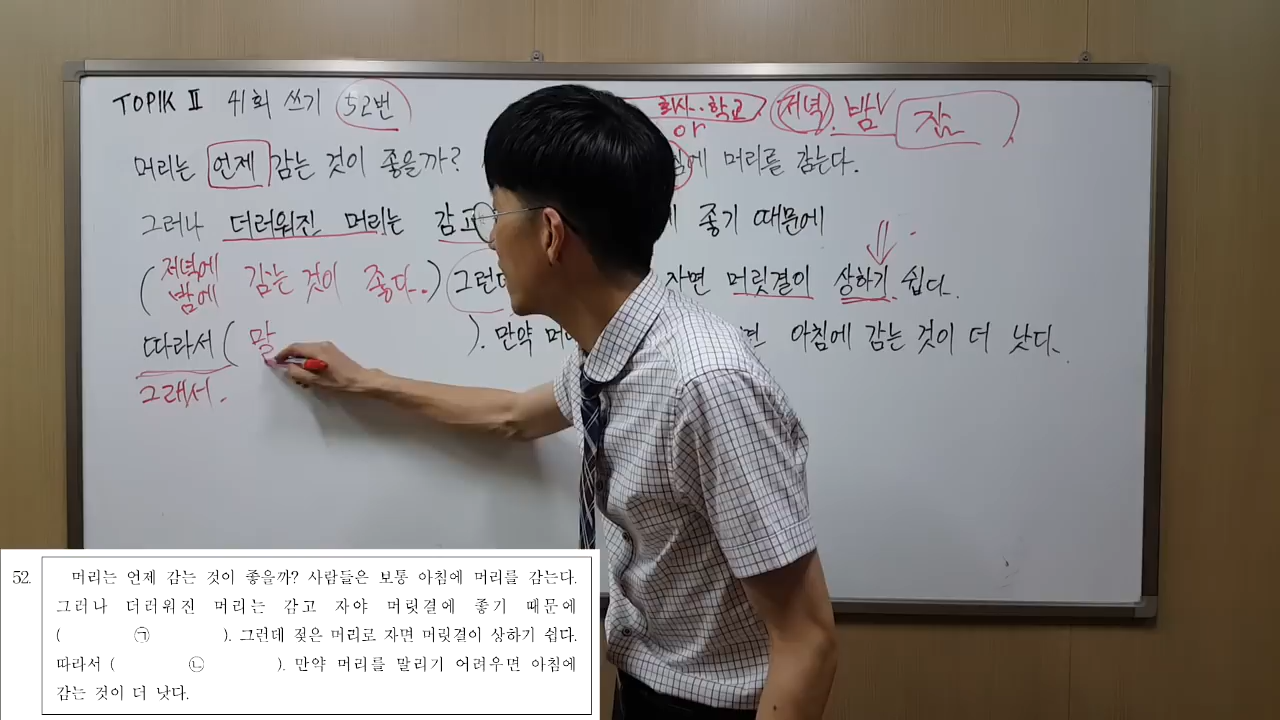 TOPIK Ⅱ 41회 쓰기 52번
회사·학교 저녁. 밤 잠
or
머리는 언제 감는 것이 좋을까? 에 머리를 감는다.
그러나 더러워진 머리는 감고 좋기 때문에
(저녁에 밤에 감는 것이 좋다.) 그런데 자면 머릿결이 상하기 쉽다.
따라서 ( 말 ). 만약 아침에 감는 것이 더 낫다.
그래서.
52. 머리는 언제 감는 것이 좋을까? 사람들은 보통 아침에 머리를 감는다.
그러나 더러워진 머리는 감고 자야 머릿결에 좋기 때문에
( ㉠ ). 그런데 젖은 머리로 자면 머릿결이 상하기 쉽다.
따라서 ( ㉡ ). 만약 머리를 말리기 어려우면 아침에
감는 것이 더 낫다.